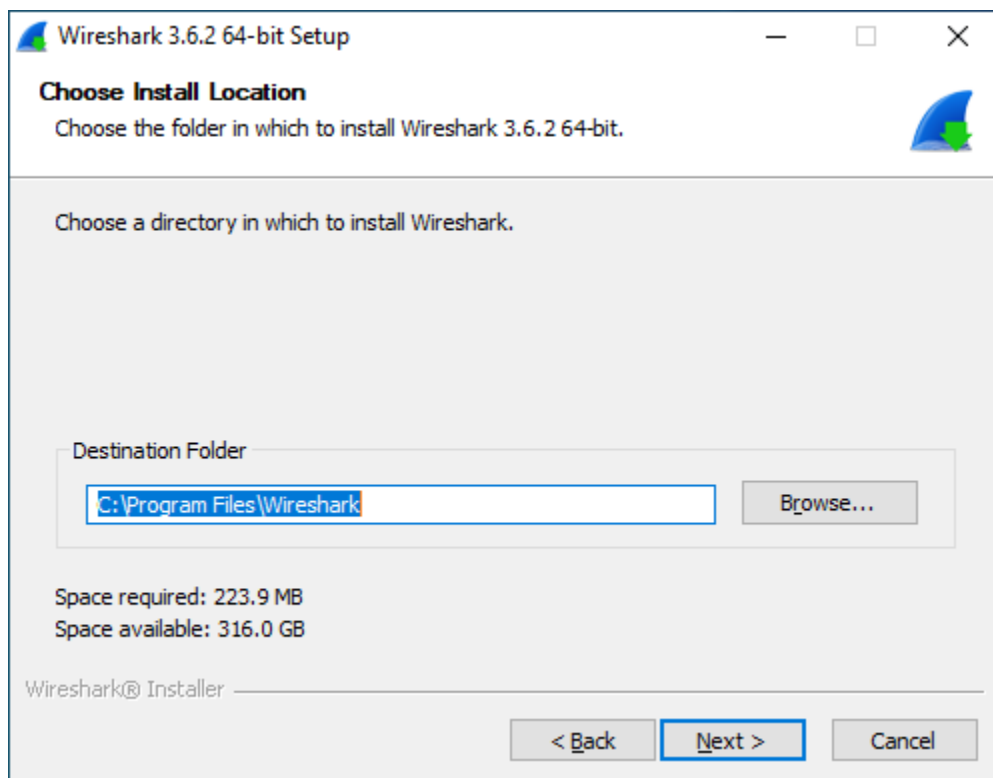 Wireshark 3.6.2 64-bit Setup
Choose Install Location
Choose the folder in which to install Wireshark 3.6.2 64-bit.
Choose a directory in which to install Wireshark.
Destination Folder
C:\Program Files\Wireshark
Browse...
Space required: 223.9 MB
Space available: 316.0 GB
Wireshark® Installer
< Back Next > Cancel